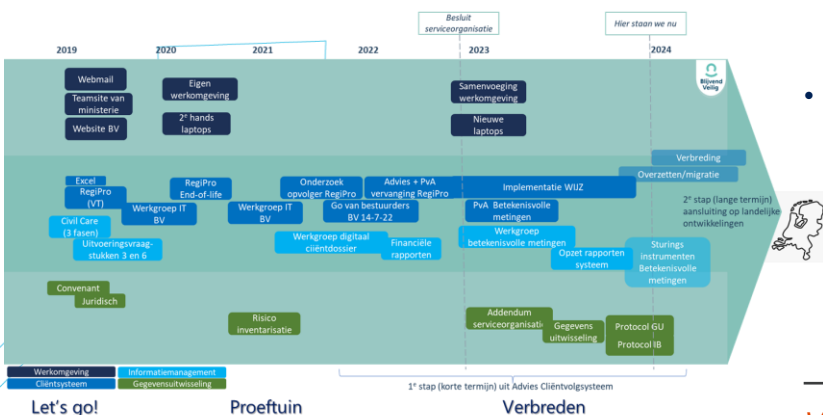 Besluit
serviceorganisatie
Hier staan we nu
2019
2020
2021
2022
2023
2024
Webmail
Teamsite van
ministerie
Website BV
Eigen
werkomgeving
2e hands
laptops
Samenvoeging
werkomgeving
Nieuwe
laptops
Blijvend
Veilig
Verbreding
Overzetten/migratie
Excel
RegiPro
(VT)
RegiPro
End-of-life
Onderzoek
opvolger RegiPro
Advies + PvA
vervanging RegiPro
Implementatie WIJZ
Werkgroep IT
BV
Werkgroep IT
BV
Go van bestuurders
BV 14-7-22
PvA Betekenisvolle
metingen
2e stap (lange termijn)
aansluiting op landelijke
ontwikkelingen
Civil Care
(3 fasen)
Uitvoeringsvraag-
stukken 3 en 6
Werkgroep digitaal
cliëntdossier
Financiële
rapporten
Werkgroep
betekenisvolle metingen
Opzet rapporten
systeem
Sturings
instrumenten
Betekenisvolle
metingen
Convenant
Juridisch
Risico
inventarisatie
Addendum
serviceorganisatie
Gegevens
uitwisseling
Protocol GU
Protocol IB
Werkomgeving
Informatiemanagement
Cliëntsysteem
Gegevensuitwisseling
1e stap (korte termijn) uit Advies Cliëntvolgsysteem
Let's go!
Proeftuin
Verbreden